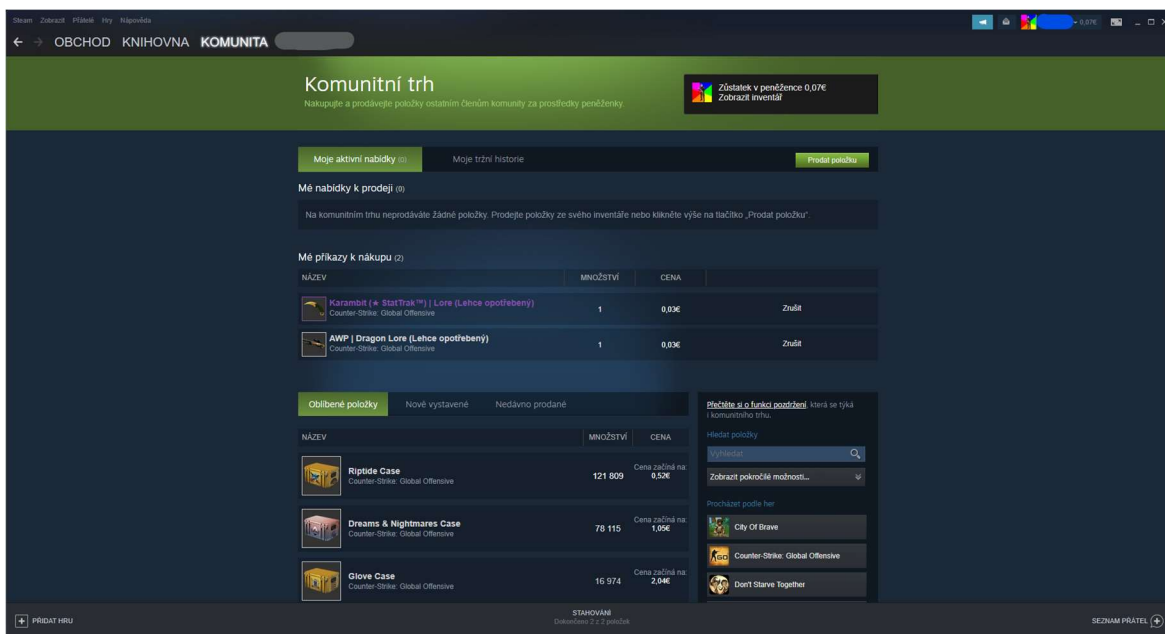 Steam Zobrazit Přátelé Hry Nápověda
0,07€
OBCHOD KNIHOVNA KOMUNITA
Komunitní trh
Nakupujte a prodávejte položky ostatním členům komunity za prostředky peněženky.
Zůstatek v peněžence 0,07€
Zobrazit inventář
Moje aktivní nabídky (0) Moje tržní historie Prodat položku
Mé nabídky k prodeji (0)
Na komunitním trhu neprodáváte žádné položky. Prodejte položky ze svého inventáře nebo klikněte výše na tlačítko „Prodat položku“.
Mé příkazy k nákupu (2)
NÁZEV MNOŽSTVÍ CENA
Karambit (★ StatTrak™) | Lore (Lehce opotřebený)
Counter-Strike: Global Offensive
1 0,03€ Zrušit
AWP | Dragon Lore (Lehce opotřebený)
Counter-Strike: Global Offensive
1 0,03€ Zrušit
Oblíbené položky Nově vystavené Nedávno prodané
NÁZEV MNOŽSTVÍ CENA
Riptide Case
Counter-Strike: Global Offensive
121 809
Cena začíná na:
0,52€
Dreams & Nightmares Case
Counter-Strike: Global Offensive
78 115
Cena začíná na:
1,05€
Glove Case
Counter-Strike: Global Offensive
16 974
Cena začíná na:
2,04€
Přečtěte si o funkci pozdržení, která se týká
i komunitního trhu.
Hledat položky
Vyhledat
Zobrazit pokročilé možnosti...
Procházet podle her
City Of Brave
Counter-Strike: Global Offensive
Don't Starve Together
PŘIDAT HRU
STAHOVÁNÍ
Dokončeno 2 z 2 položek
SEZNAM PŘÁTEL